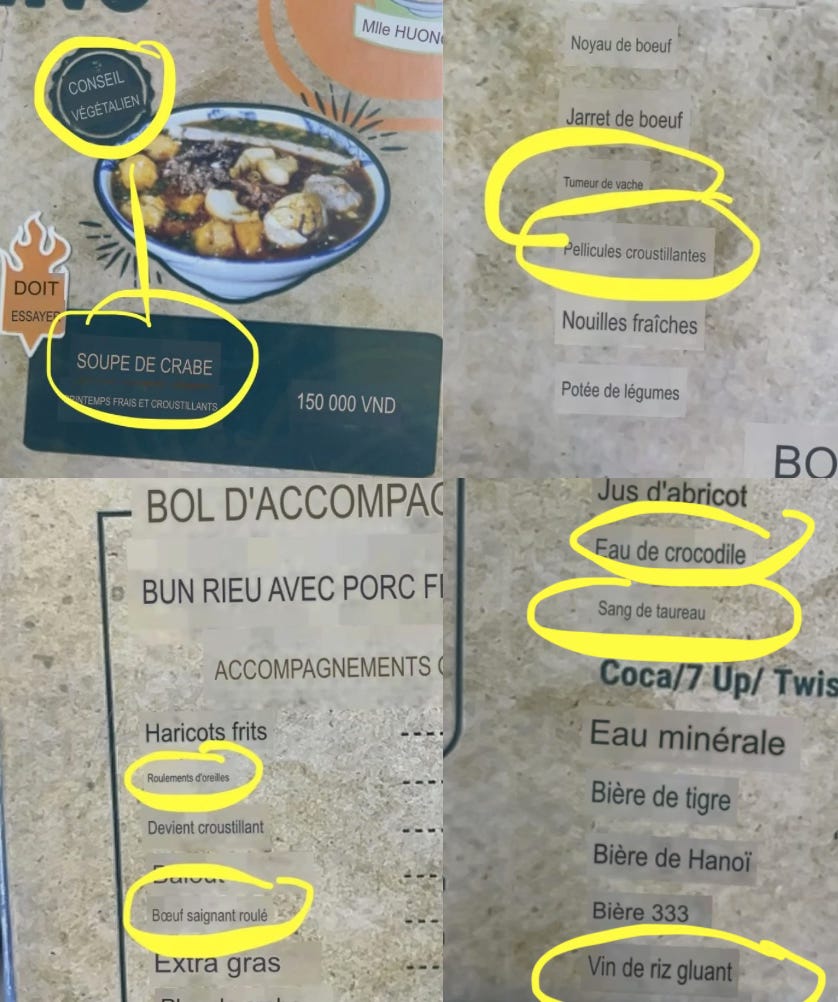 Mlle HUONG
CONSEIL
VÉGÉTALIEN
DOIT
ESSAYER
SOUPE DE CRABE
PRINTEMPS FRAIS ET CROUSTILLANTS
150 000 VND
Noyau de boeuf
Jarret de boeuf
Tumeur de vache
Pellicules croustillantes
Nouilles fraîches
Potée de légumes
BO
BOL D'ACCOMPAG
BUN RIEU AVEC PORC F
ACCOMPAGNEMENTS
Haricots frits
Roulements d'oreilles
Devient croustillant
Balout
Bœuf saignant roulé
Extra gras
Jus d'abricot
Eau de crocodile
Sang de taureau
Coca/7 Up/ Twis
Eau minérale
Bière de tigre
Bière de Hanoï
Bière 333
Vin de riz gluant